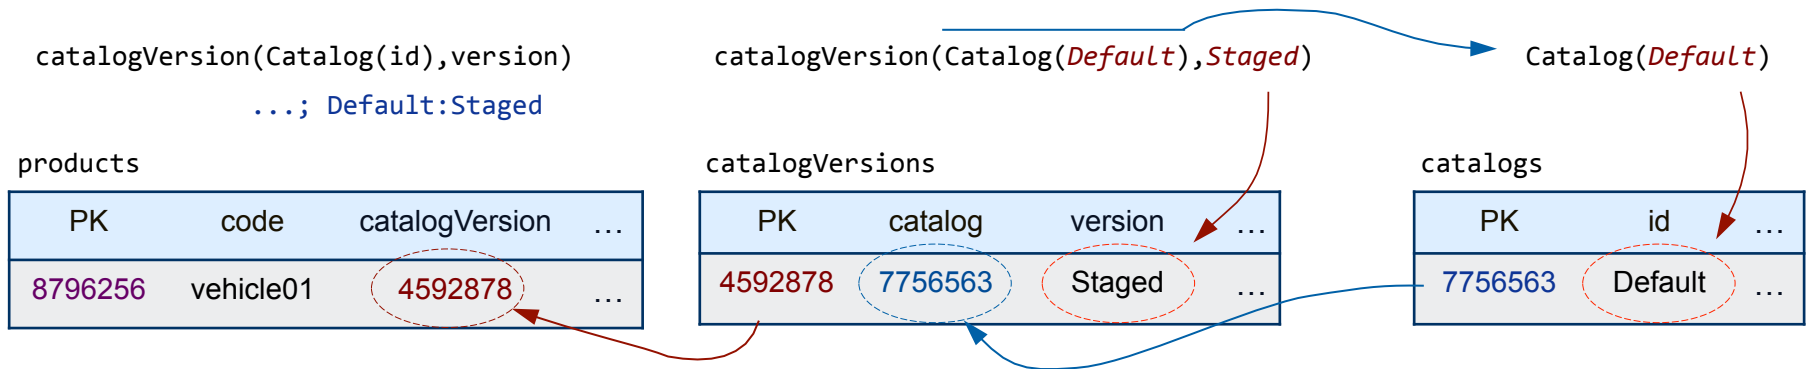 catalogVersion(Catalog(id),version)
...; Default:Staged
products
PK code catalogVersion ...
8796256 vehicle01 4592878 ...
catalogVersion(Catalog(Default),Staged)
catalogVersions
PK catalog version ...
4592878 7756563 Staged ...
Catalog(Default)
catalogs
PK id ...
7756563 Default ...